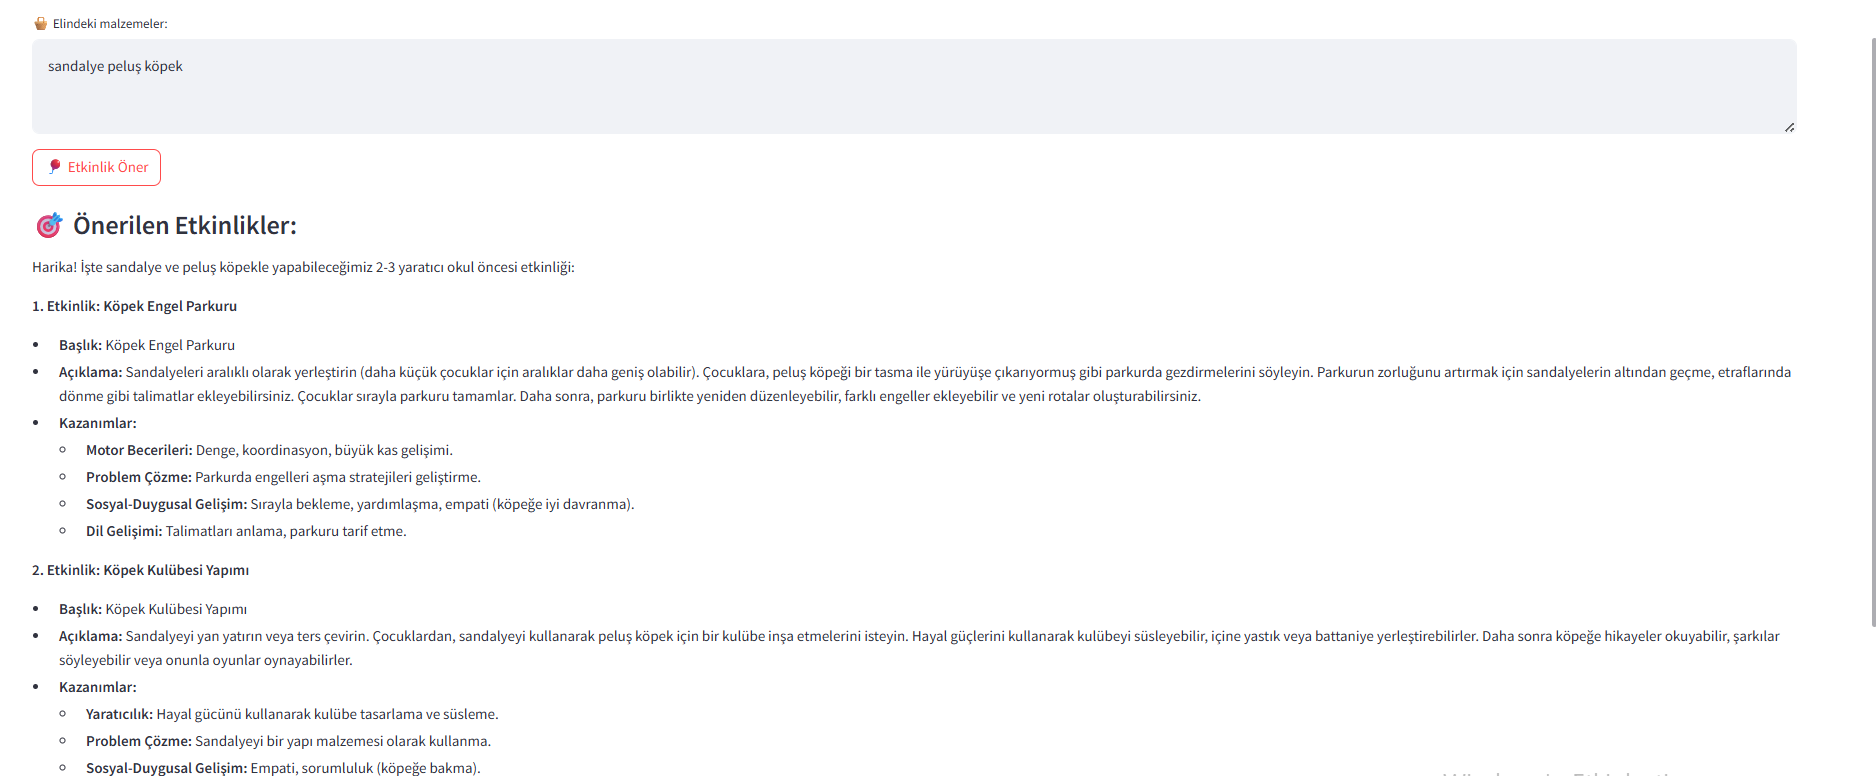 Elindeki malzemeler:
sandalye peluş köpek
Etkinlik Öner
Önerilen Etkinlikler:
Harika! İşte sandalye ve peluş köpekle yapabileceğimiz 2-3 yaratıcı okul öncesi etkinliği:
1. Etkinlik: Köpek Engel Parkuru
Başlık: Köpek Engel Parkuru
Açıklama: Sandalyeleri aralıklı olarak yerleştirin (daha küçük çocuklar için aralıklar daha geniş olabilir). Çocuklara, peluş köpeği bir tasma ile yürüyüşe çıkarıyormuş gibi parkurda gezdirmelerini söyleyin. Parkurun zorluğunu artırmak için sandalyelerin altından geçme, etraflarında
dönme gibi talimatlar ekleyebilirsiniz. Çocuklar sırayla parkuru tamamlar. Daha sonra, parkuru birlikte yeniden düzenleyebilir, farklı engeller ekleyebilir ve yeni rotalar oluşturabilirsiniz.
Kazanımlar:
Motor Becerileri: Denge, koordinasyon, büyük kas gelişimi.
Problem Çözme: Parkurda engelleri aşma stratejileri geliştirme.
Sosyal-Duygusal Gelişim: Sırayla bekleme, yardımlaşma, empati (köpeğe iyi davranma).
Dil Gelişimi: Talimatları anlama, parkuru tarif etme.
2. Etkinlik: Köpek Kulübesi Yapımı
Başlık: Köpek Kulübesi Yapımı
Açıklama: Sandalyeyi yan yatırın veya ters çevirin. Çocuklardan, sandalyeyi kullanarak peluş köpek için bir kulübe inşa etmelerini isteyin. Hayal güçlerini kullanarak kulübeyi süsleyebilir, içine yastık veya battaniye yerleştirebilirler. Daha sonra köpeğe hikayeler okuyabilir, şarkılar
söyleyebilir veya onunla oyunlar oynayabilirler.
Kazanımlar:
Yaratıcılık: Hayal gücünü kullanarak kulübe tasarlama ve süsleme.
Problem Çözme: Sandalyeyi bir yapı malzemesi olarak kullanma.
Sosyal-Duygusal Gelişim: Empati, sorumluluk (köpeğe bakma).